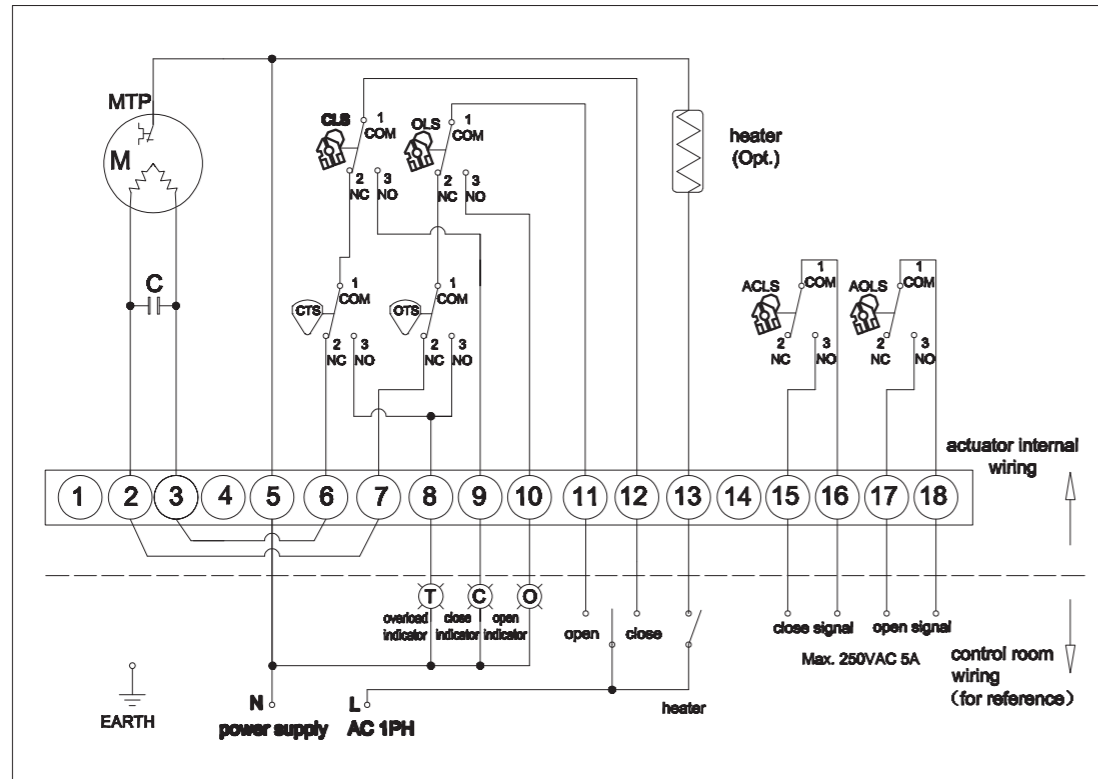 MTP
M
C
CLS
1
COM
2
NC
3
NO
OLS
1
COM
2
NC
3
NO
heater
(Opt.)
CTS
1
COM
2
NC
3
NO
OTS
1
COM
2
NC
3
NO
ACLS
1
COM
2
NC
3
NO
AOLS
1
COM
2
NC
3
NO
actuator internal
wiring
1 2 3 4 5 6 7 8 9 10 11 12 13 14 15 16 17 18
T
overload
indicator
C
close
indicator
O
open
indicator
open
close
heater
close signal
open signal
Max. 250VAC 5A
control room
wiring
(for reference)
EARTH
N
power supply
L
AC 1PH